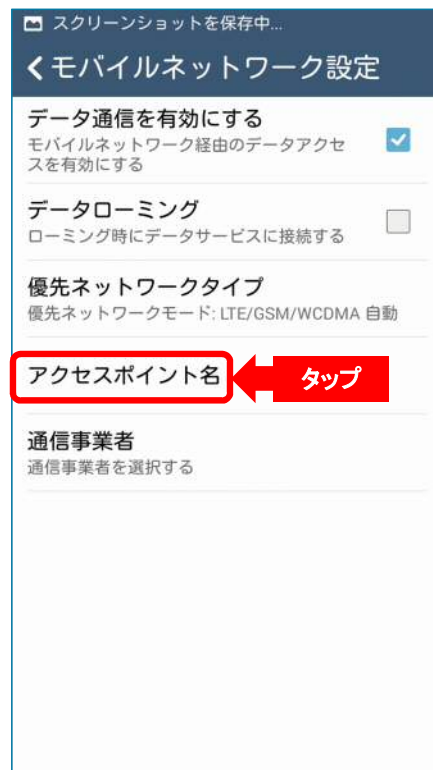 スクリーンショットを保存中...
モバイルネットワーク設定
データ通信を有効にする
モバイルネットワーク経由のデータアクセ
スを有効にする
データローミング
ローミング時にデータサービスに接続する
優先ネットワークタイプ
優先ネットワークモード: LTE/GSM/WCDMA 自動
アクセスポイント名 タップ
通信事業者
通信事業者を選択する